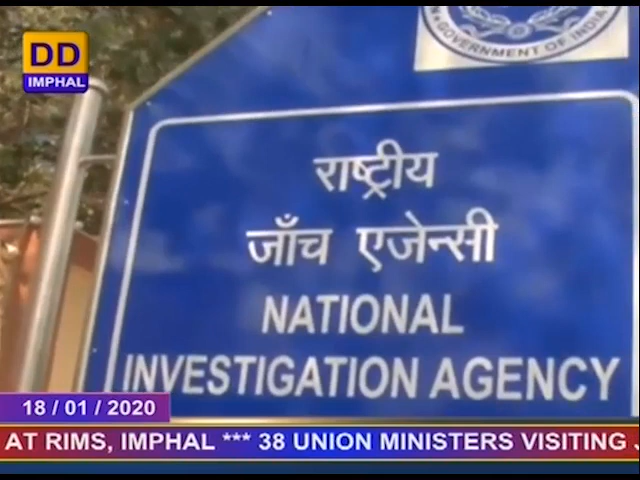 DD
IMPHAL
GOVERNMENT OF INDIA
राष्ट्रीय
जाँच एजेन्सी
NATIONAL
INVESTIGATION AGENCY
18 / 01 / 2020
AT RIMS, IMPHAL *** 38 UNION MINISTERS VISITING